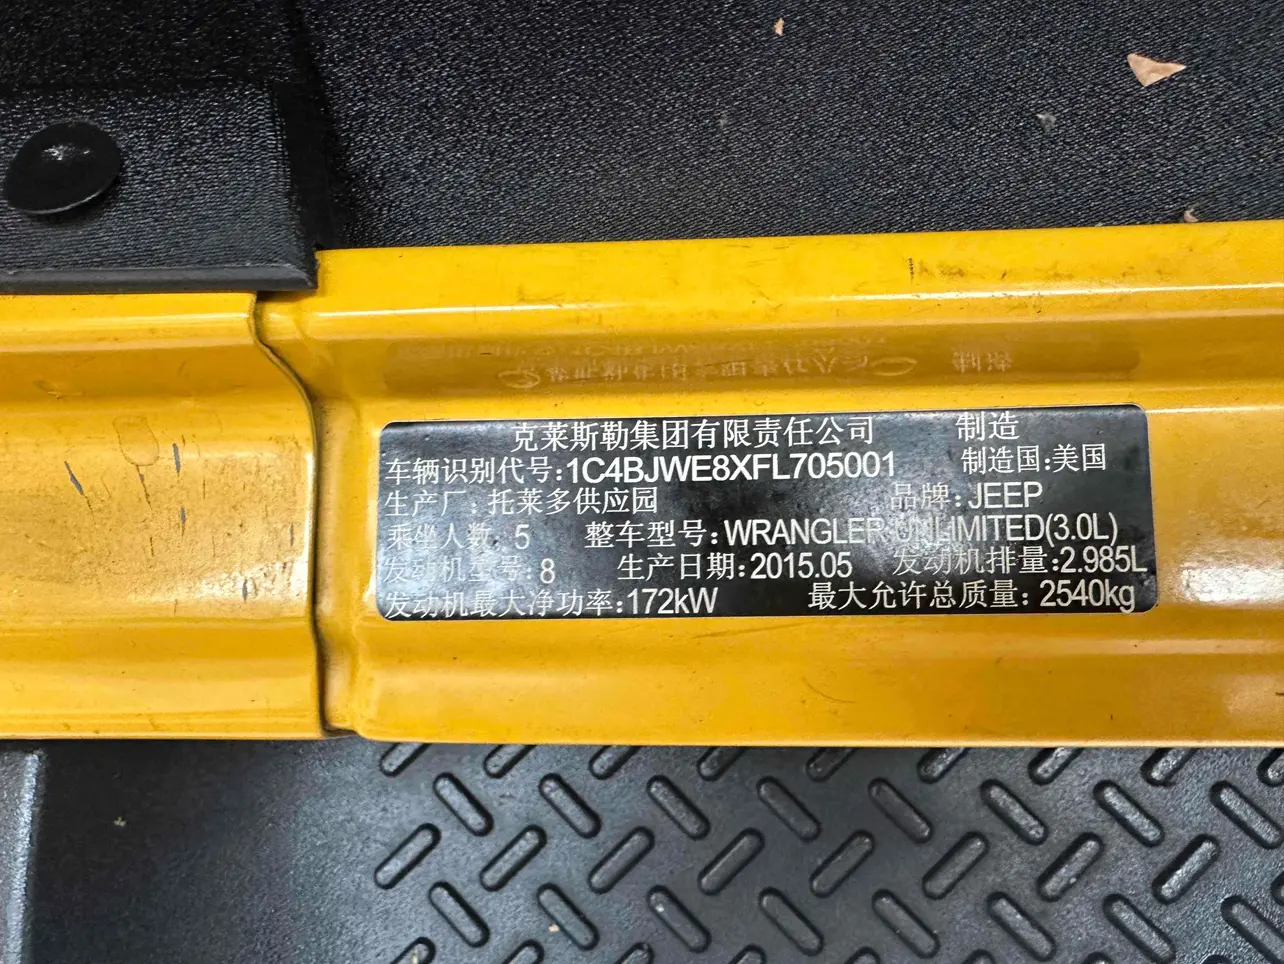 克莱斯勒集团有限责任公司 制造
车辆识别代号:1C4BJWE8XFL705001 制造国:美国
生产厂:托莱多供应园 品牌:JEEP
乘坐人数:5 整车型号:WRANGLER UNLIMITED(3.0L)
发动机型号:8 生产日期:2015.05 发动机排量:2.985L
发动机最大净功率:172kW 最大允许总质量:2540kg